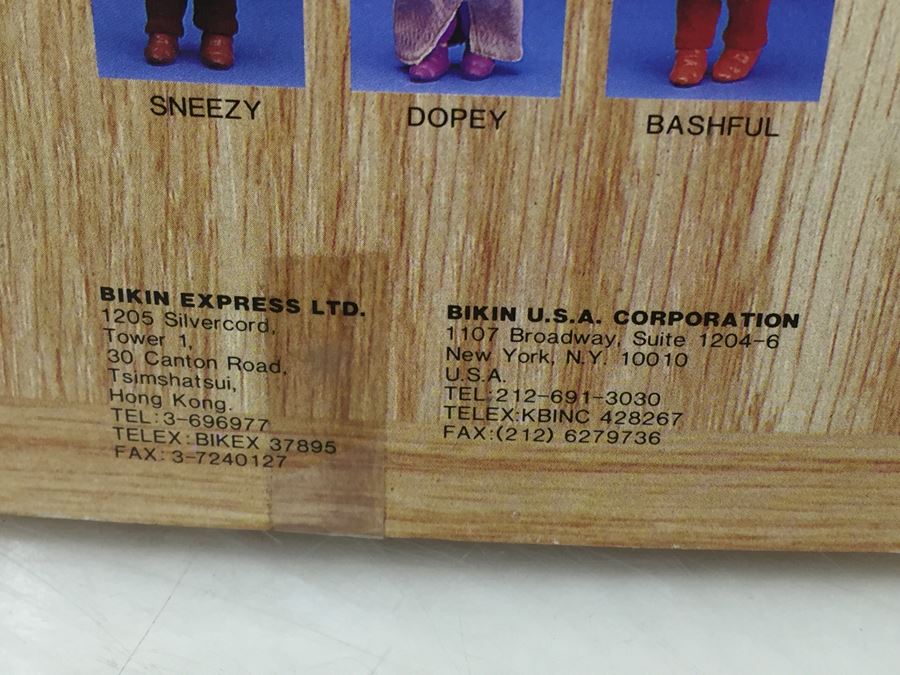 SNEEZY
DOPEY
BASHFUL
BIKIN EXPRESS LTD.
1205 Silvercord,
Tower 1,
30 Canton Road,
Tsimshatsui,
Hong Kong.
TEL:3-696977
TELEX:BIKEX 37895
FAX:3-7240127
BIKIN U.S.A. CORPORATION
1107 Broadway, Suite 1204-6
New York, N.Y. 10010
U.S.A.
TEL:212-691-3030
TELEX:KBINC 428267
FAX:(212) 6279736